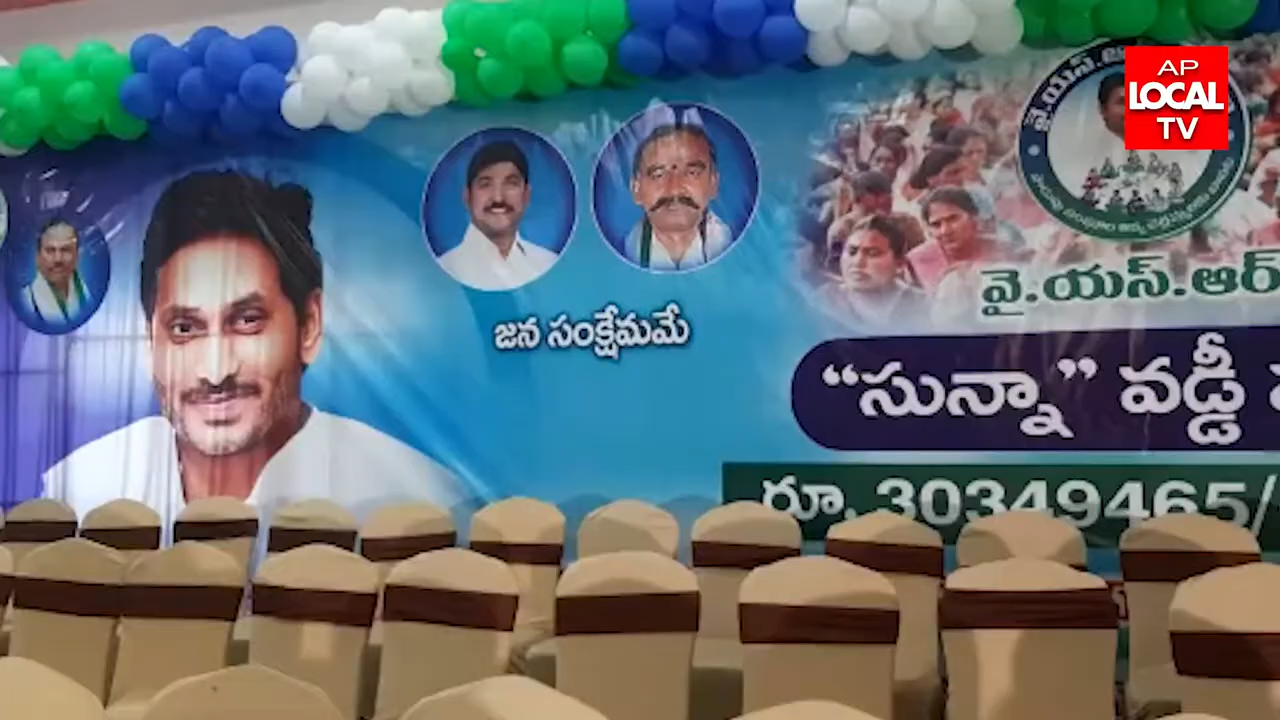 AP
LOCAL
TV
వై.యస్.ఆర్
జన సంక్షేమమే
“సున్నా” వడ్డీ
రూ. 30349465/